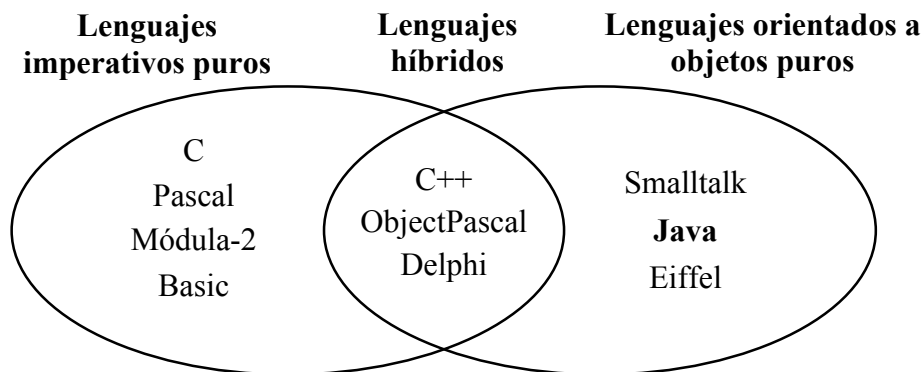 Lenguajes
imperativos puros
Lenguajes
híbridos
Lenguajes orientados a
objetos puros
C
Pascal
Módula-2
Basic
C++
ObjectPascal
Delphi
Smalltalk
Java
Eiffel